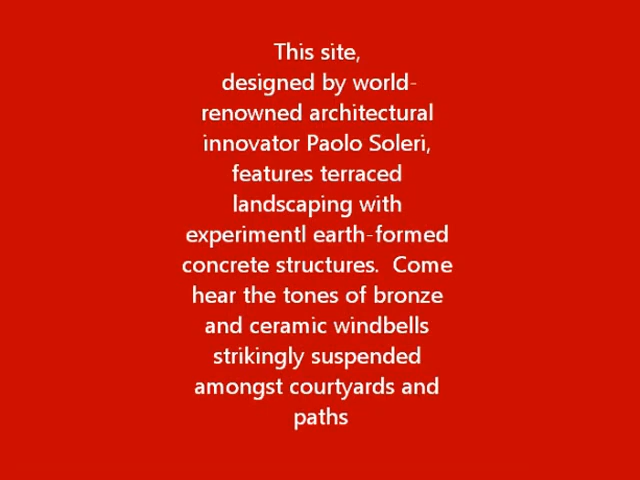 This site,
designed by world-
renowned architectural
innovator Paolo Soleri,
features terraced
landscaping with
experimentl earth-formed
concrete structures.  Come
hear the tones of bronze
and ceramic windbells
strikingly suspended
amongst courtyards and
paths